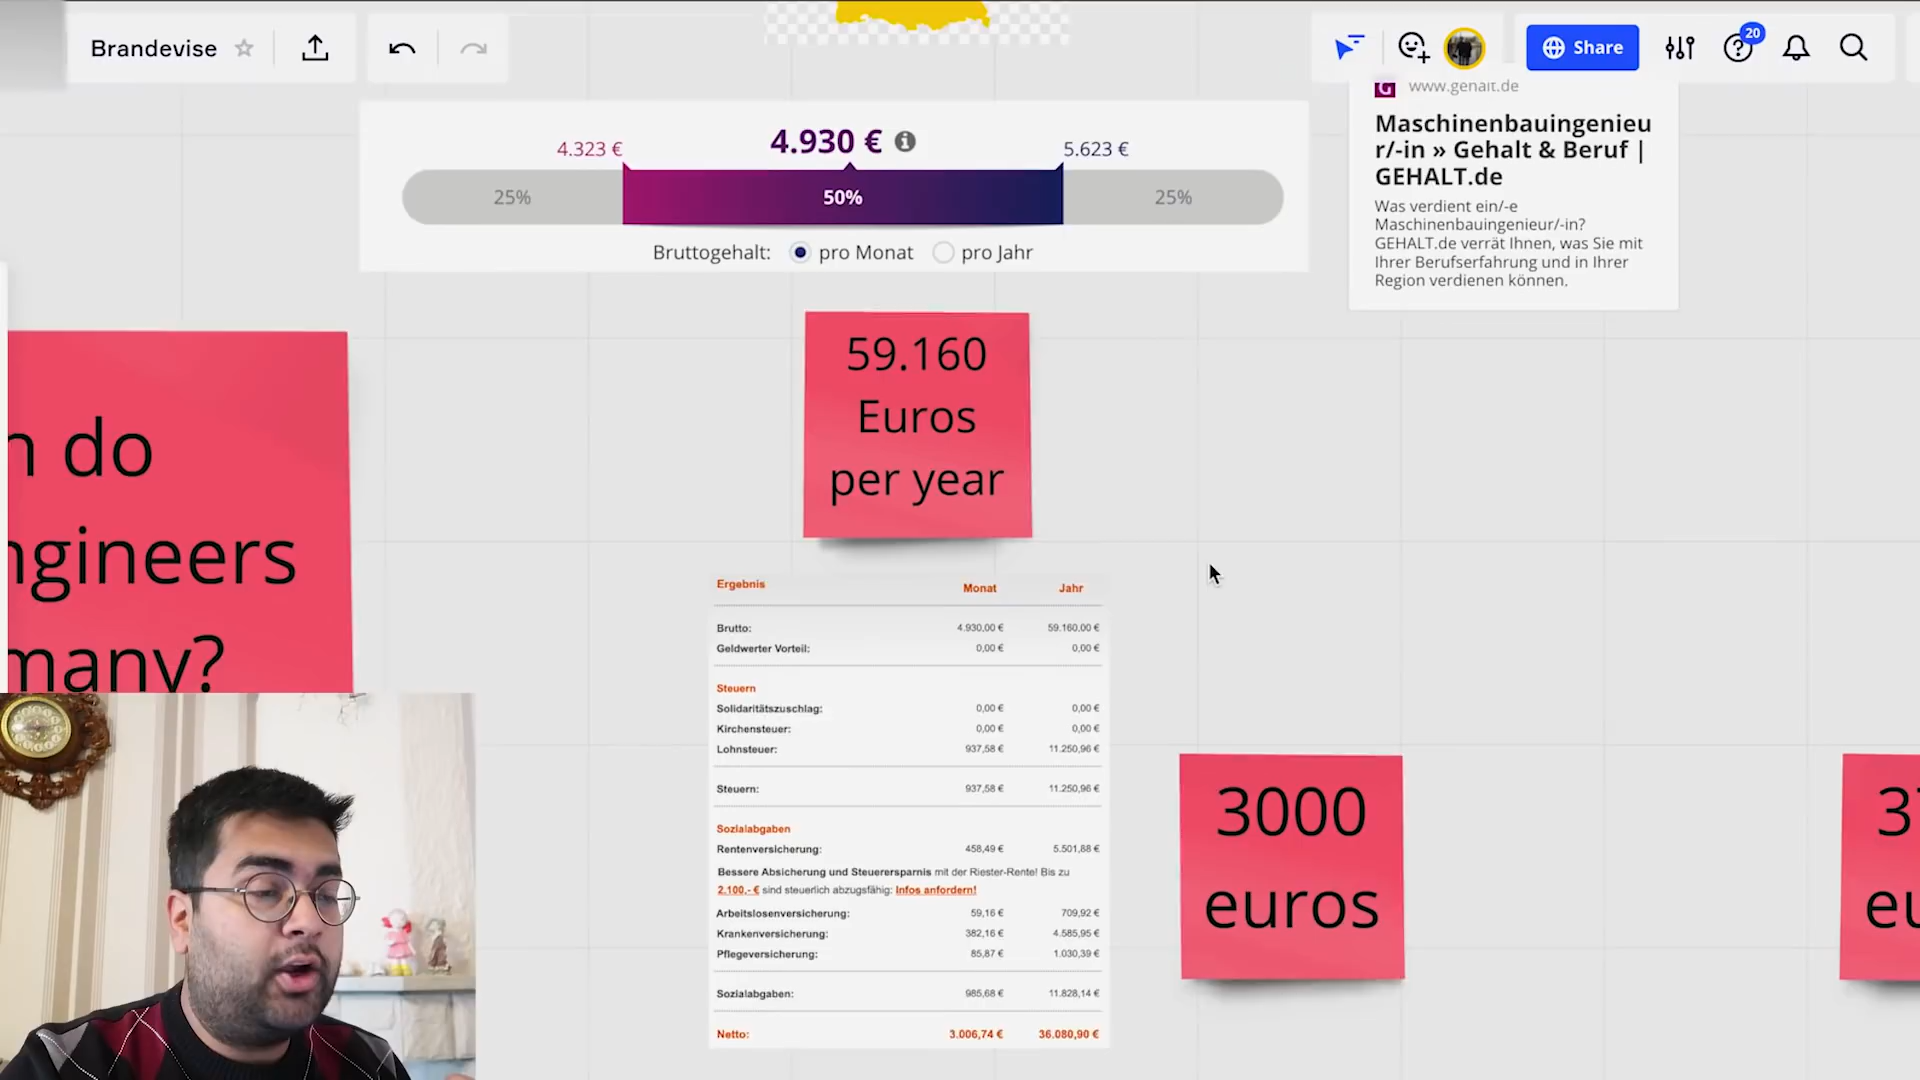 Brandevise
Share
20
www.gehalt.de
Maschinenbauingenieu
r/-in » Gehalt & Beruf |
GEHALT.de
Was verdient ein/-e
Maschinenbauingenieur/-in?
GEHALT.de verrät Ihnen, was Sie mit
Ihrer Berufserfahrung und in Ihrer
Region verdienen können.
4.323 € 4.930 € 5.623 €
25% 50% 25%
Bruttogehalt: pro Monat pro Jahr
59.160
Euros
per year
n do
ngineers
many?
Ergebnis Monat Jahr
Brutto: 4.930,00 € 59.160,00 €
Geldwerter Vorteil: 0,00 € 0,00 €
Steuern
Solidaritätszuschlag: 0,00 € 0,00 €
Kirchensteuer: 0,00 € 0,00 €
Lohnsteuer: 937,58 € 11.250,96 €
Steuern: 937,58 € 11.250,96 €
Sozialabgaben
Rentenversicherung: 458,49 € 5.501,88 €
Bessere Absicherung und Steuerersparnis mit der Riester-Rente! Bis zu
2.100,- € sind steuerlich abzugsfähig: Infos anfordern!
Arbeitslosenversicherung: 59,16 € 709,92 €
Krankenversicherung: 382,16 € 4.585,95 €
Pflegeversicherung: 85,87 € 1.030,39 €
Sozialabgaben: 985,68 € 11.828,14 €
Netto: 3.006,74 € 36.080,90 €
3000
euros